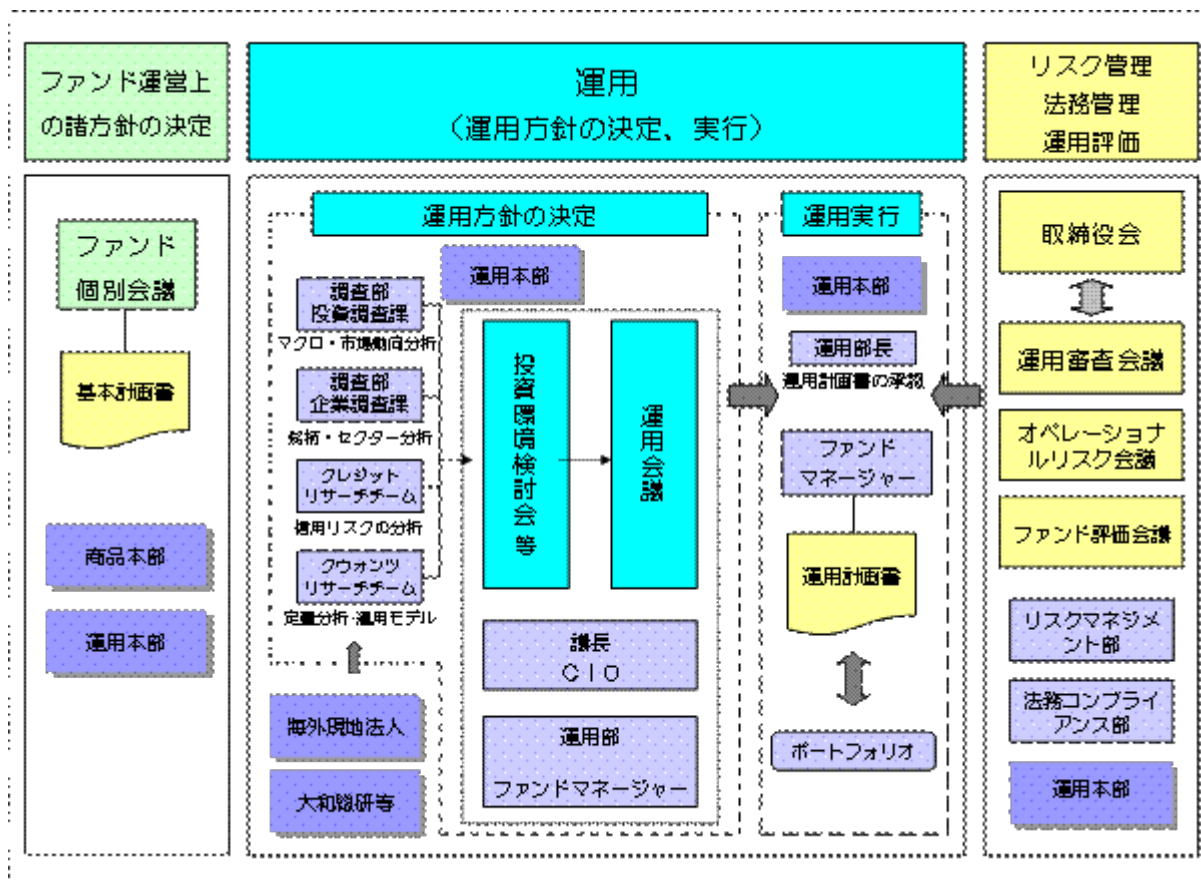 ファンド運営上
の諸方針の決定
ファンド
個別会議
基本計画書
商品本部
運用本部
運用
(運用方針の決定、実行)
運用方針の決定
運用本部
調査部
投資調査課
マクロ・市場動向分析
調査部
企業調査課
銘柄・セクター分析
クレジット
リサーチチーム
信用リスクの分析
クウォンツ
リサーチチーム
定量分析・運用モデル
海外現地法人
大和総研等
投資環境検討会等
運用会議
議長
CIO
運用部
ファンドマネージャー
運用実行
運用本部
運用部長
運用計画書の承認
ファンド
マネージャー
運用計画書
ポートフォリオ
リスク管理
法務管理
運用評価
取締役会
運用審査会議
オペレーショナ
ルリスク会議
ファンド評価会議
リスクマネジメ
ント部
法務コンプライ
アンス部
運用本部